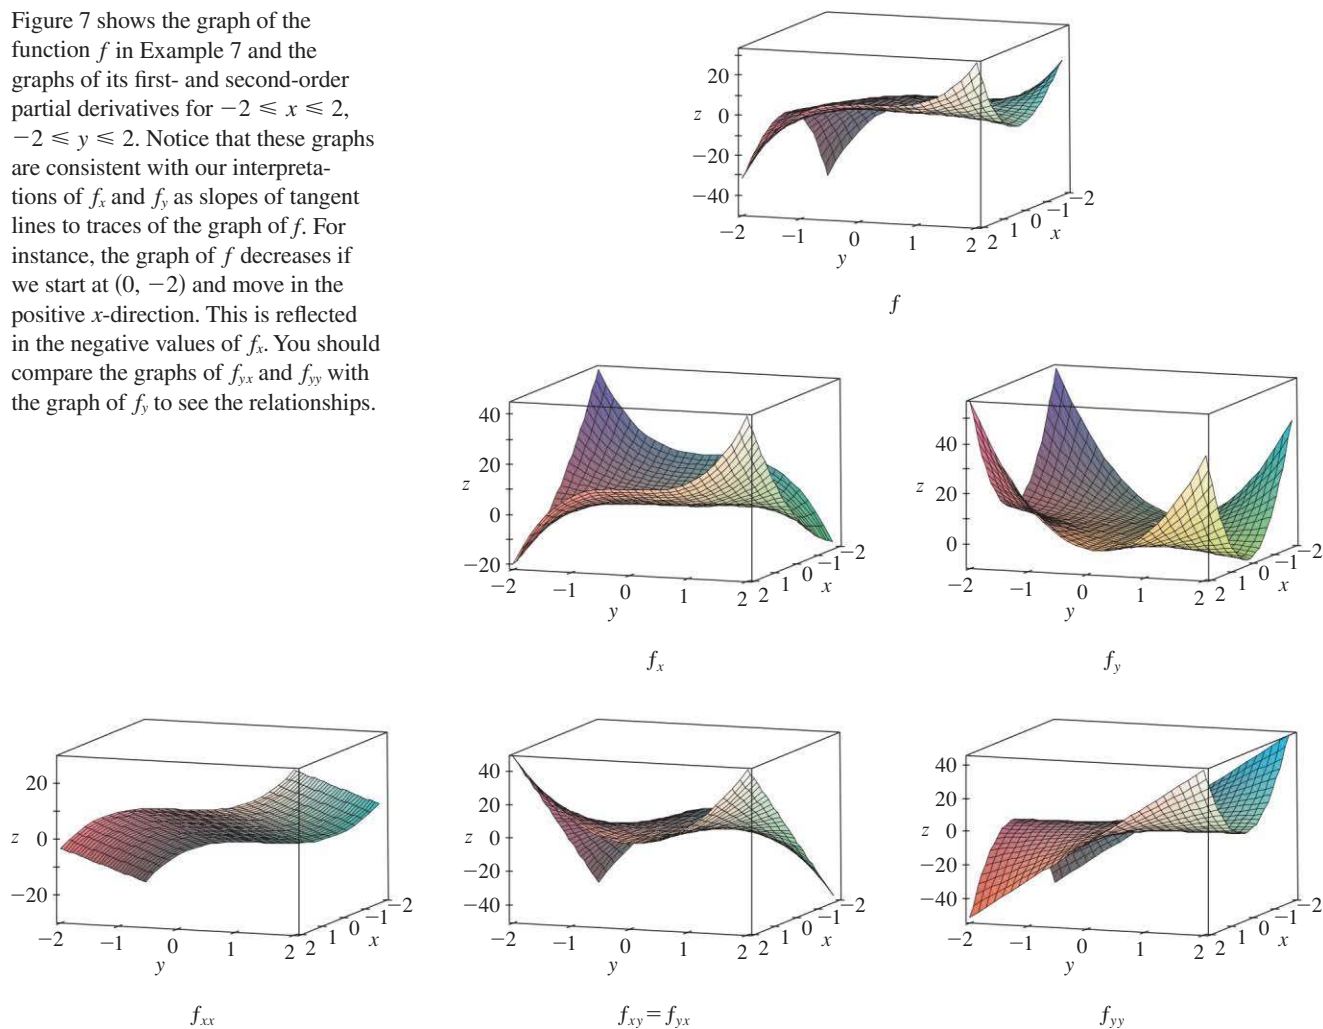 Figure 7 shows the graph of the
function f in Example 7 and the
graphs of its first- and second-order
partial derivatives for −2 ≤ x ≤ 2,
−2 ≤ y ≤ 2. Notice that these graphs
are consistent with our interpreta-
tions of fx and fy as slopes of tangent
lines to traces of the graph of f. For
instance, the graph of f decreases if
we start at (0, −2) and move in the
positive x-direction. This is reflected
in the negative values of fx. You should
compare the graphs of fyx and fyy with
the graph of fy to see the relationships.
20
z 0
−20
−40
−2 −1 0 1 2 2 1 0 −1 −2
y x
f
40
20
z
0
−20
−2 −1 0 1 2 2 1 0 −1 −2
y x
fx
40
z 20
0
−2 −1 0 1 2 2 1 0 −1 −2
y x
fy
20
z 0
−20
−2 −1 0 1 2 2 1 0 −1 −2
y x
fxx
40
20
z 0
−20
−40
−2 −1 0 1 2 2 1 0 −1 −2
y x
fxy = fyx
40
20
z 0
−20
−40
−2 −1 0 1 2 2 1 0 −1 −2
y x
fyy